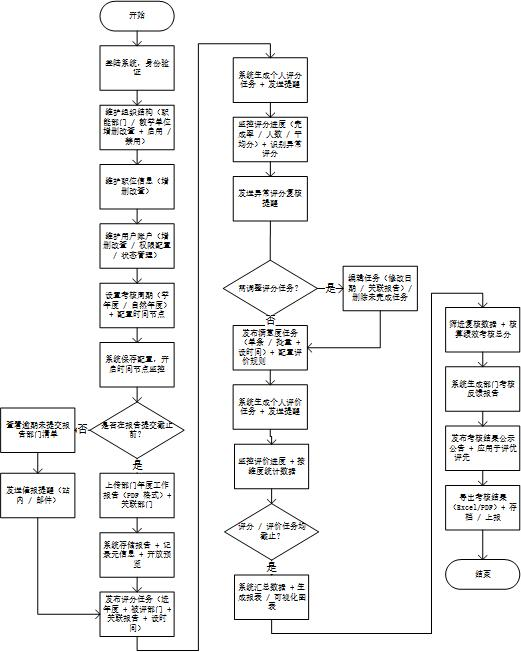 开始
登陆系统，身份验
证
维护组织结构（职
能部门 / 教学单位
增删改查 + 启用 /
禁用）
维护职位信息（增
删改查）
维护用户账户（增
删改查 / 权限配置
/ 状态管理）
设置考核周期（学
年度 / 自然年度）
+ 配置时间节点
系统保存配置，开
启时间节点监控
是否在报告提交截止
前？
否
查看逾期未提交报
告部门清单
发送催报提醒（站
内 / 邮件）
是
上传部门年度工作
报告（PDF 格式）+
关联部门
系统存储报告 + 记
录元信息 + 开放预
览
发布评分任务（述
年度 + 被评部门 +
关联报告 + 设时
间）
系统生成个人评分
任务 + 发送提醒
监控评分进度（完
成率 / 人数 / 平
均分）+ 识别异常
评分
发送异常评分复核
提醒
需调整评分任务？
是
编辑任务（修改日
期 / 关联报告）/
删除未完成任务
否
发布满意度任务
（单条 / 批量 +
设时间）+ 配置评
价规则
系统生成个人评价
任务 + 发送提醒
监控评价进度 + 按
维度统计数据
评分 / 评价任务均
截止？
是
系统汇总数据 + 生
成报表 / 可视化图
表
筛选复核数据 + 核
算绩效考核总分
系统生成部门考核
反馈报告
发布考核结果公示
公告 + 应用于评优
评先
导出考核结果
（Excel/PDF）+ 存
档 / 上报
结束